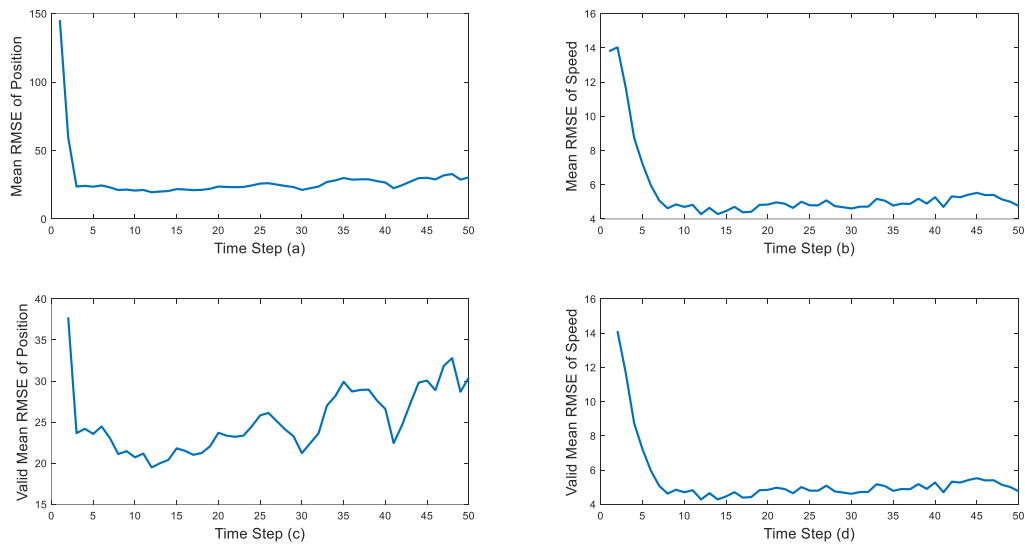 Mean RMSE of Position
150
100
50
0
0 5 10 15 20 25 30 35 40 45 50
Time Step (a)
Mean RMSE of Speed
16
14
12
10
8
6
4
0 5 10 15 20 25 30 35 40 45 50
Time Step (b)
Valid Mean RMSE of Position
40
35
30
25
20
15
0 5 10 15 20 25 30 35 40 45 50
Time Step (c)
Valid Mean RMSE of Speed
16
14
12
10
8
6
4
0 5 10 15 20 25 30 35 40 45 50
Time Step (d)